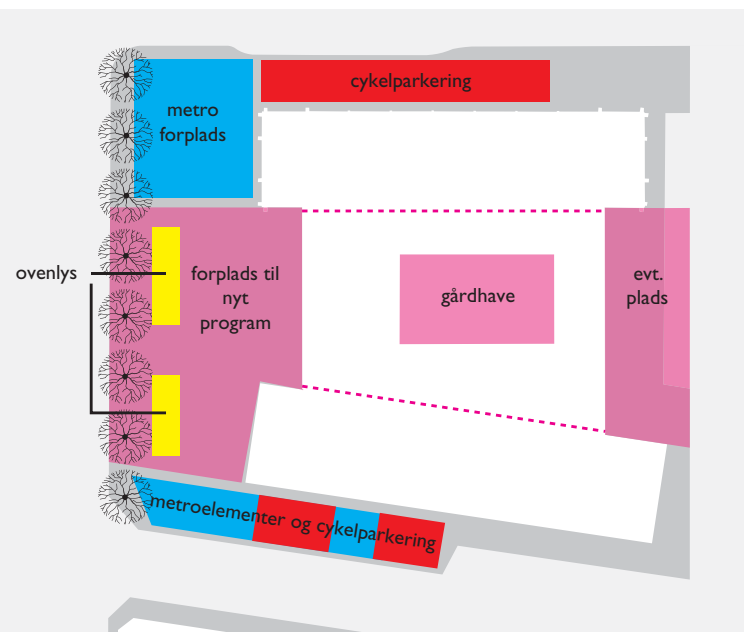 cykelparkering
metro
forplads
ovenlys
forplads til
nyt
program
gårdhave
evt.
plads
metroelementer og cykelparkering